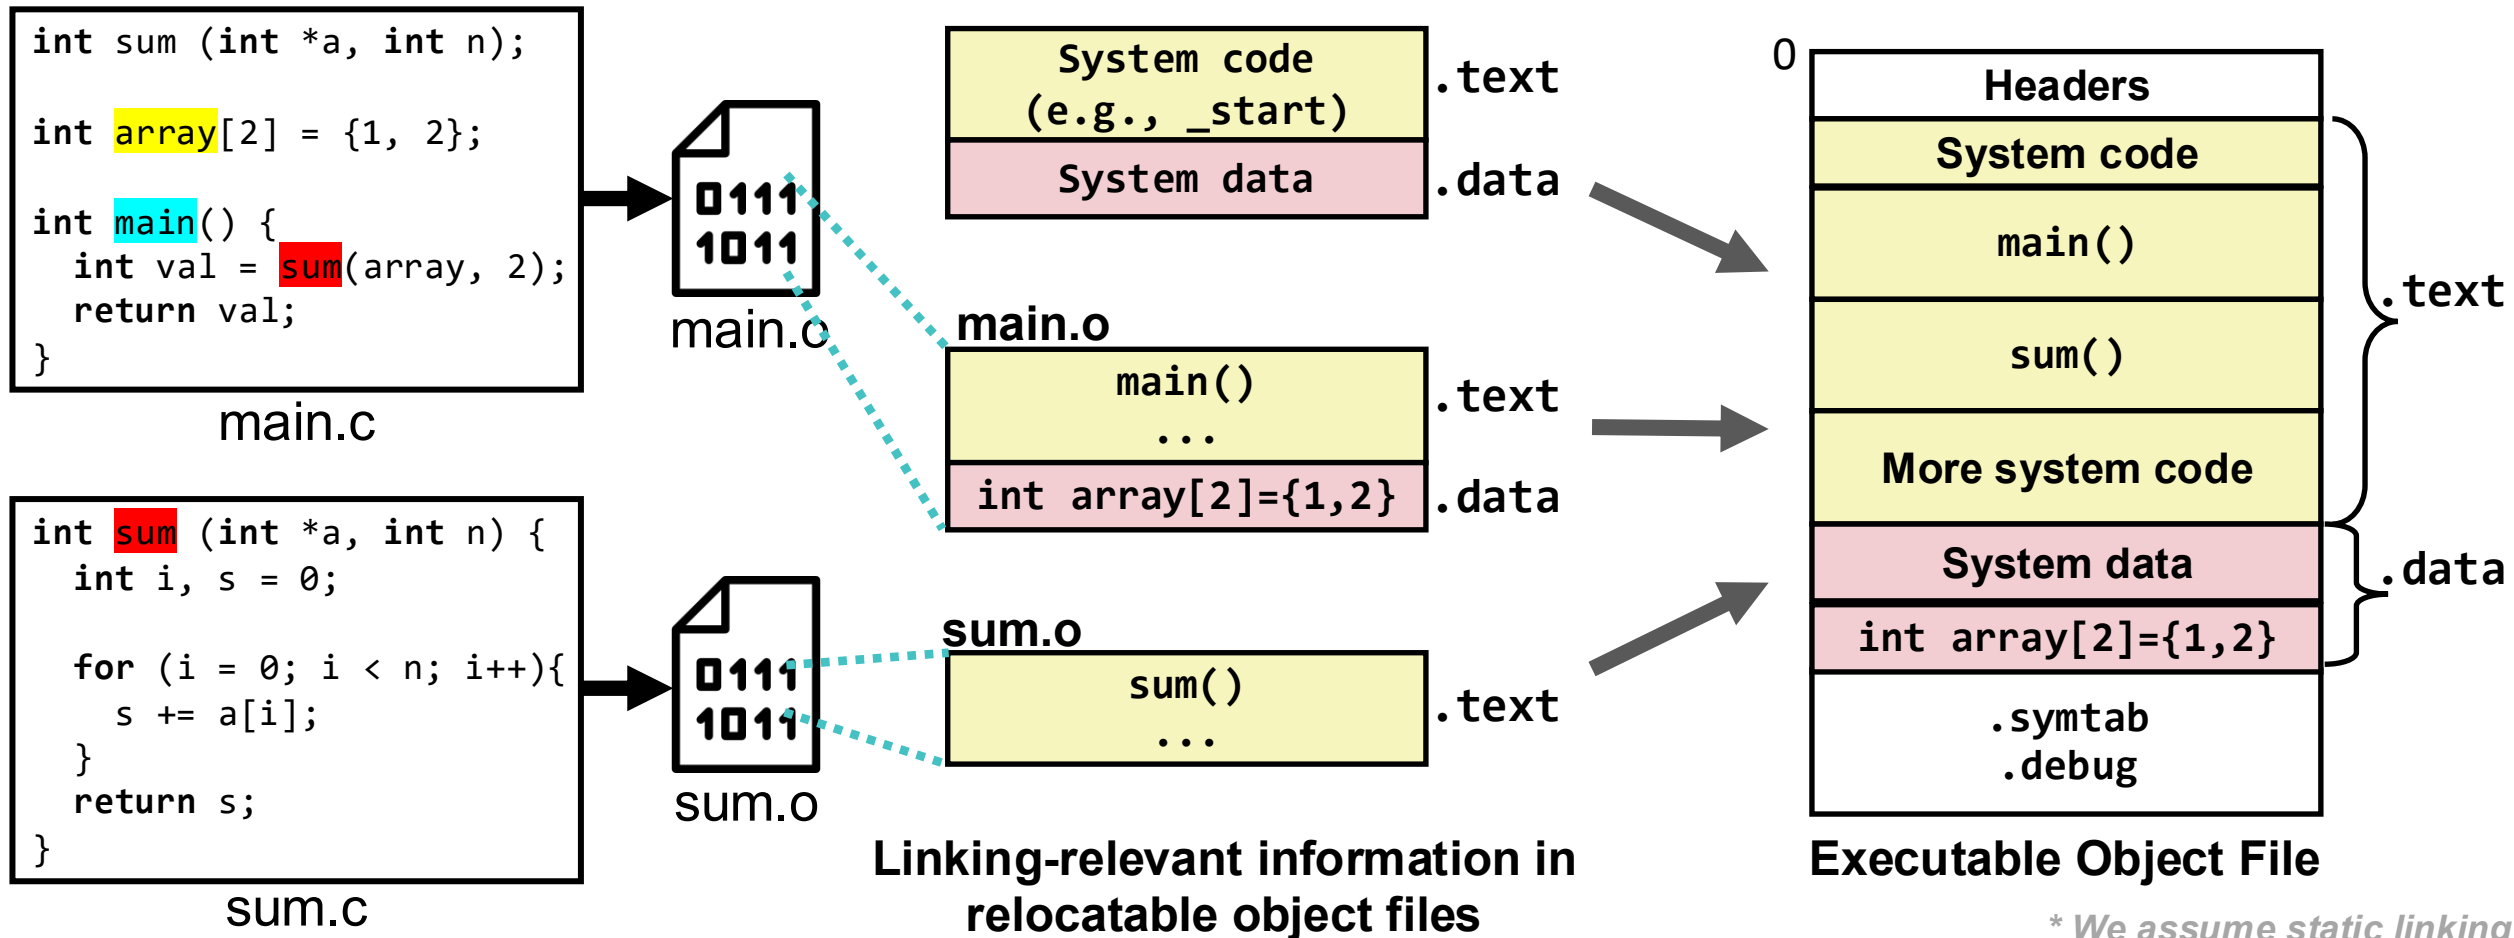 int sum (int *a, int n);
int array[2] = {1, 2};
int main() {
int val = sum(array, 2);
return val;
}
main.c
int sum (int *a, int n) {
int i, s = 0;
for (i = 0; i < n; i++){
s += a[i];
}
return s;
}
sum.c
0111
1011
main.o
0111
1011
sum.o
System code
(e.g., _start)
.text
System data
.data
main.o
main()
...
.text
int array[2]={1,2}
.data
sum.o
sum()
...
.text
Linking-relevant information in
relocatable object files
0
Headers
System code
main()
sum()
More system code
.text
System data
int array[2]={1,2}
.data
.symtab
.debug
Executable Object File
* We assume static linking